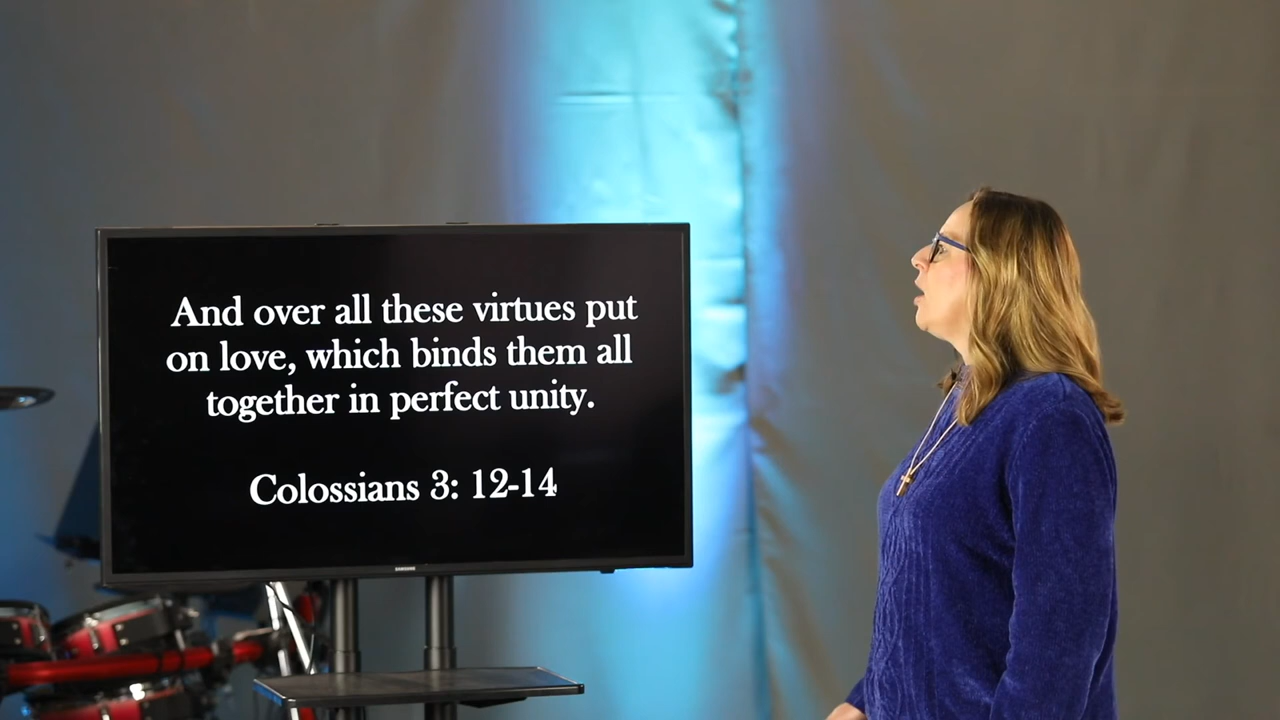 And over all these virtues put
on love, which binds them all
together in perfect unity.
Colossians 3: 12-14
SAMSUNG